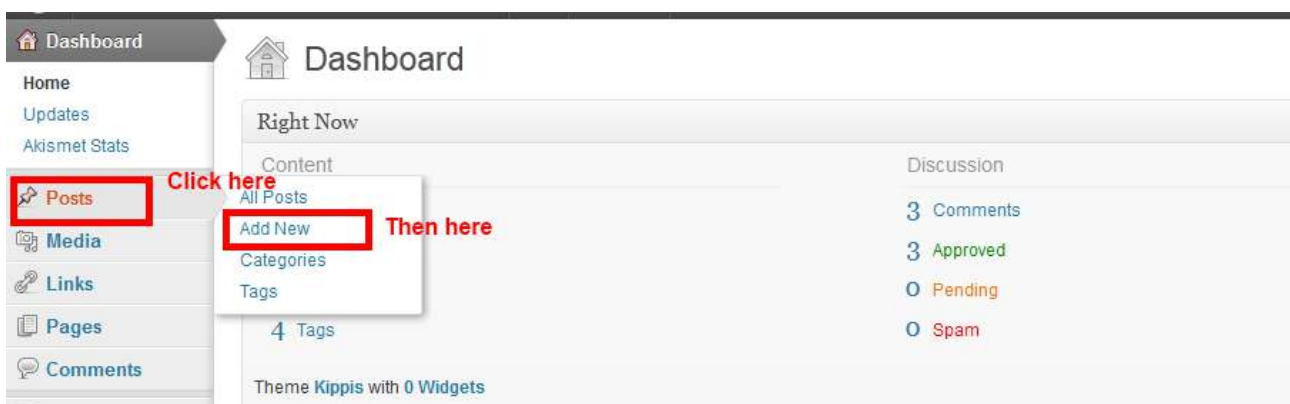 Dashboard
Home
Updates
Akismet Stats
Posts
Media
Links
Pages
Comments
Dashboard
Right Now
Content
Click here
All Posts
Add New
Then here
Categories
Tags
4 Tags
Discussion
3 Comments
3 Approved
0 Pending
0 Spam
Theme Kippis with 0 Widgets